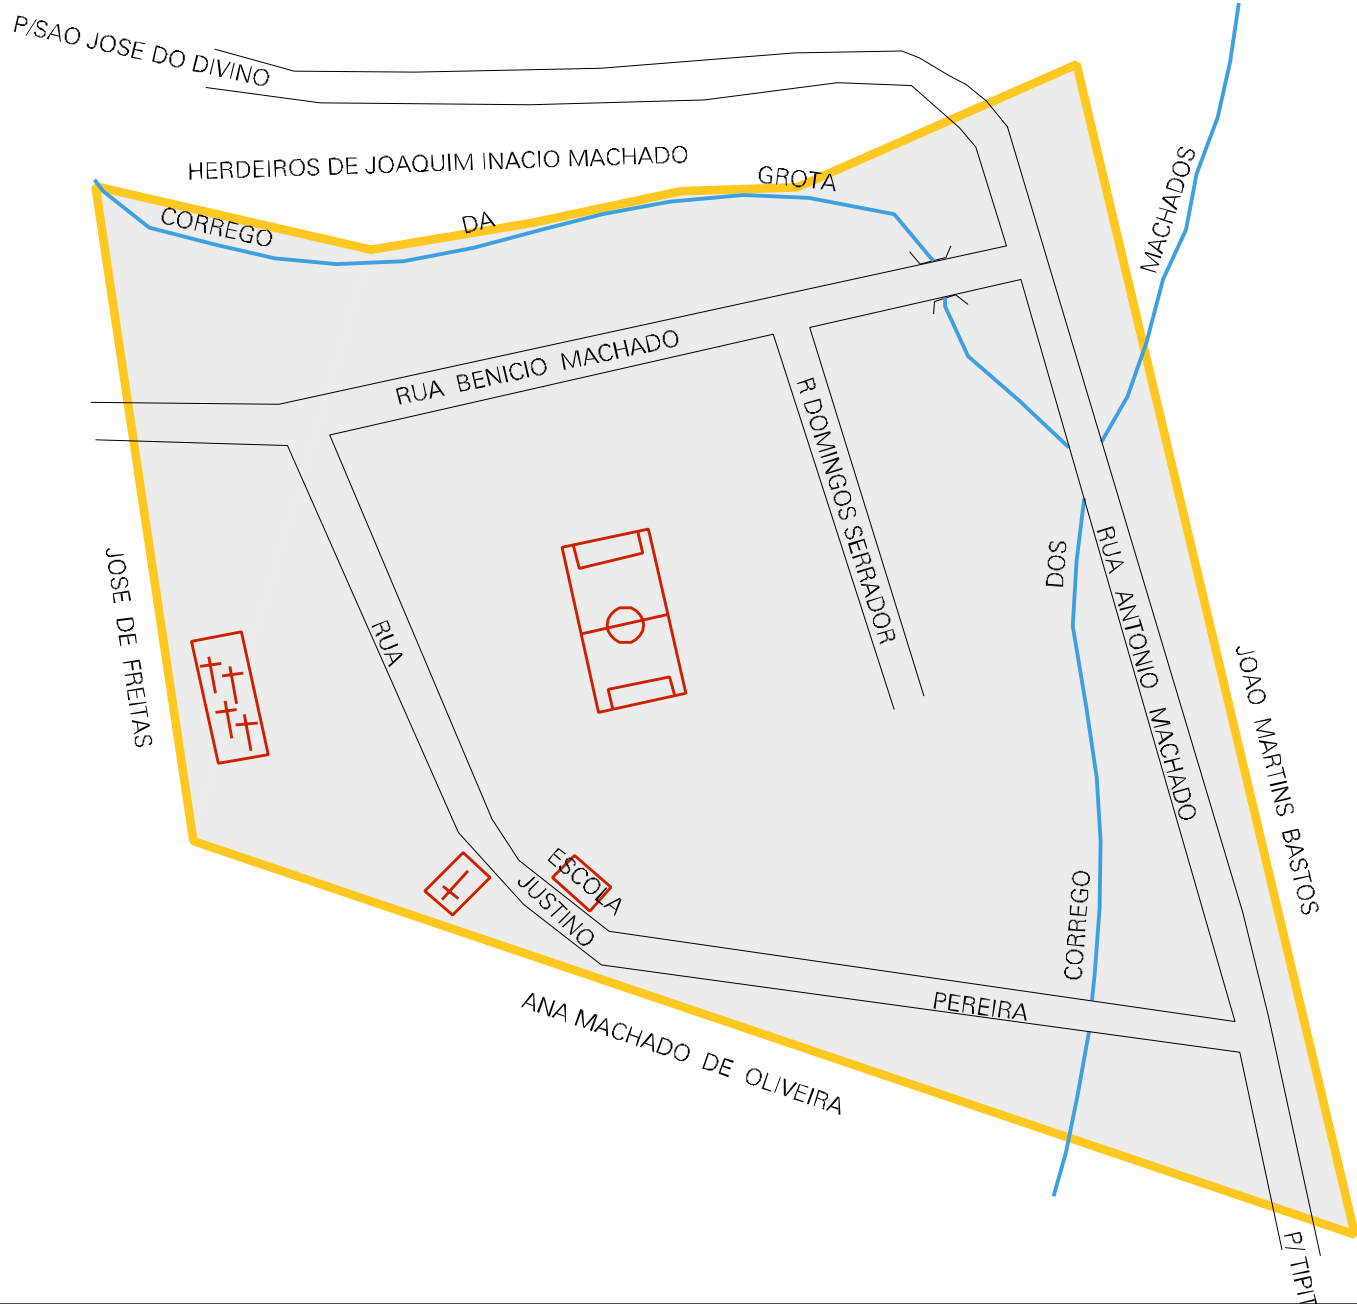 P/SAO JOSE DO DIVINO
HERDEIROS DE JOAQUIM INACIO MACHADO
CORREGO DA GROTA
MACHADOS
RUA BENICIO MACHADO
R DOMINGOS SERRADOR
DOS
RUA ANTONIO MACHADO
JOSE DE FREITAS
RUA
JOAO MARTINS BASTOS
ESCOLA
JUSTINO
CORREGO
PEREIRA
ANA MACHADO DE OLIVEIRA
P/ TIPIT